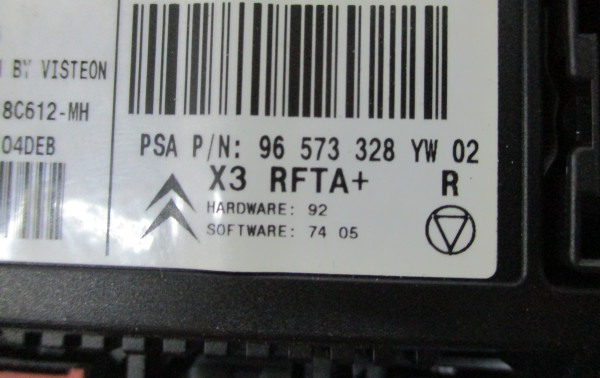 BY VISTEON
8C612-MH
04DEB
PSA P/N: 96 573 328 YW 02
X3 RFTA+ R
HARDWARE: 92
SOFTWARE: 74 05